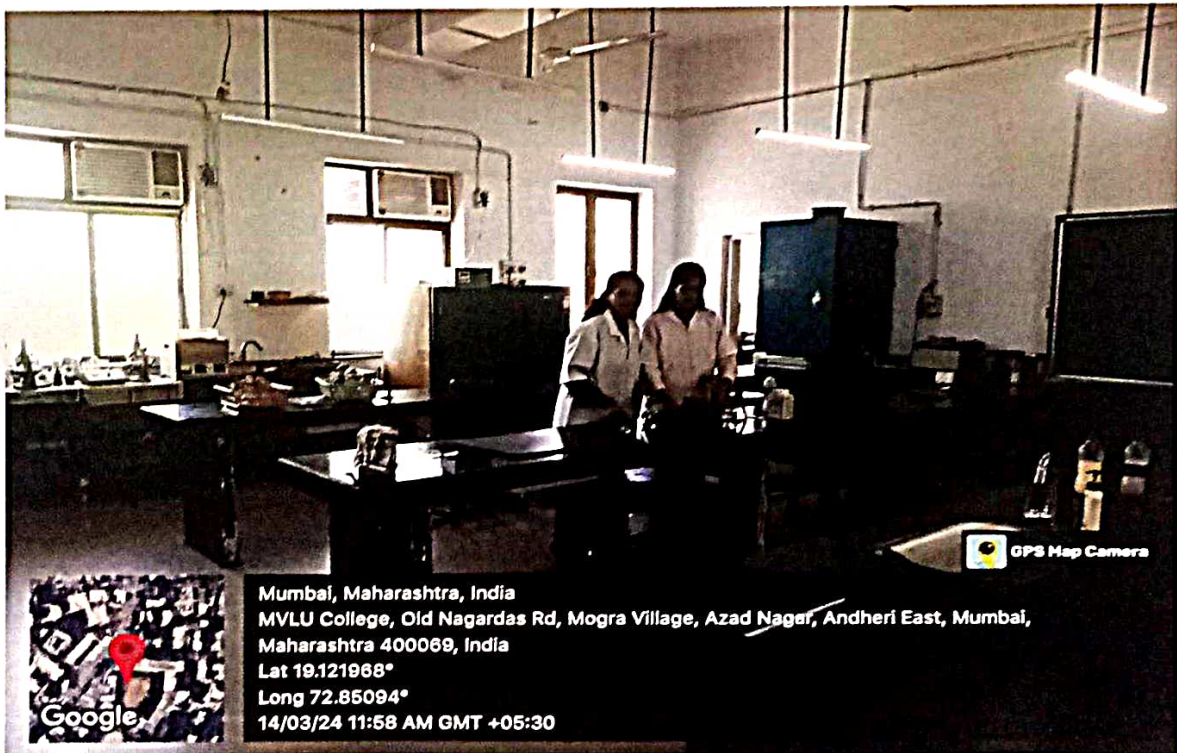 GPS Map Camera
Mumbai, Maharashtra, India
MVLU College, Old Nagardas Rd, Mogra Village, Azad Nagar, Andheri East, Mumbai,
Maharashtra 400069, India
Lat 19.121968°
Long 72.85094°
14/03/24 11:58 AM GMT +05:30
Google